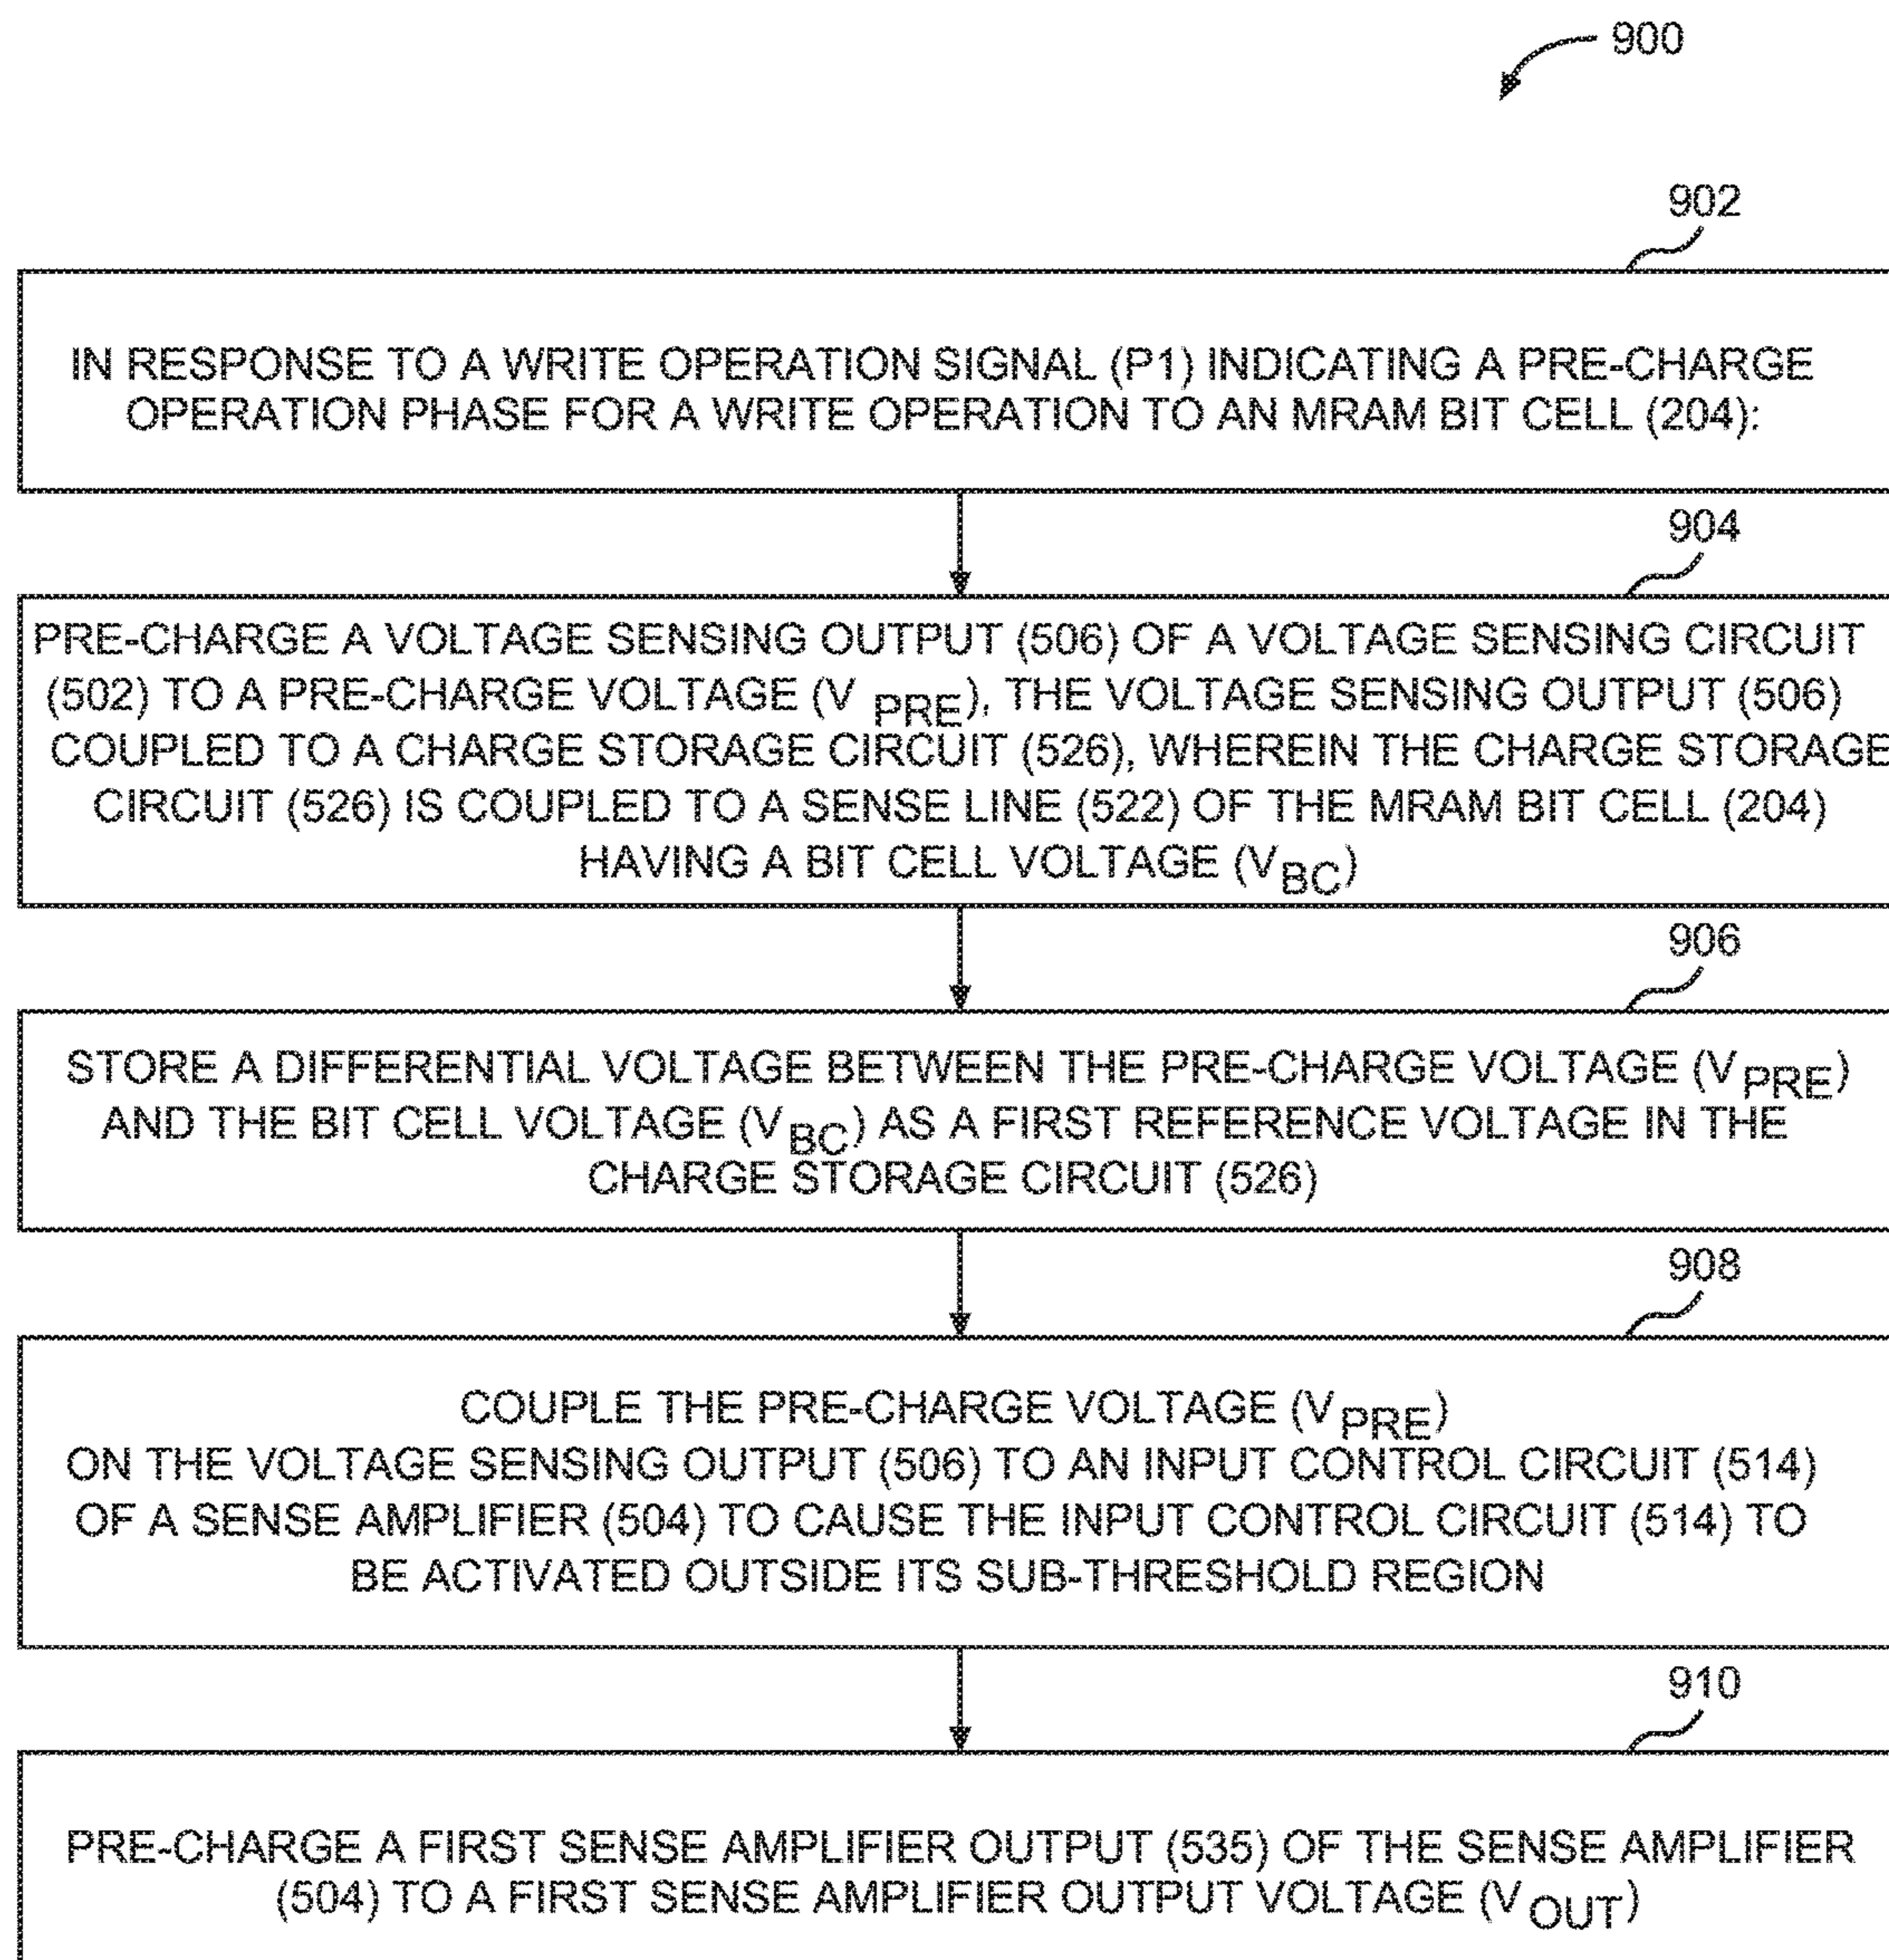 900
902
IN RESPONSE TO A WRITE OPERATION SIGNAL (P1) INDICATING A PRE-CHARGE
OPERATION PHASE FOR A WRITE OPERATION TO AN MRAM BIT CELL (204):
904
PRE-CHARGE A VOLTAGE SENSING OUTPUT (506) OF A VOLTAGE SENSING CIRCUIT
(502) TO A PRE-CHARGE VOLTAGE (V PRE), THE VOLTAGE SENSING OUTPUT (506)
COUPLED TO A CHARGE STORAGE CIRCUIT (526), WHEREIN THE CHARGE STORAGE
CIRCUIT (526) IS COUPLED TO A SENSE LINE (522) OF THE MRAM BIT CELL (204)
HAVING A BIT CELL VOLTAGE (VBC)
906
STORE A DIFFERENTIAL VOLTAGE BETWEEN THE PRE-CHARGE VOLTAGE (VPRE)
AND THE BIT CELL VOLTAGE (VBC) AS A FIRST REFERENCE VOLTAGE IN THE
CHARGE STORAGE CIRCUIT (526)
908
COUPLE THE PRE-CHARGE VOLTAGE (VPRE)
ON THE VOLTAGE SENSING OUTPUT (506) TO AN INPUT CONTROL CIRCUIT (514)
OF A SENSE AMPLIFIER (504) TO CAUSE THE INPUT CONTROL CIRCUIT (514) TO
BE ACTIVATED OUTSIDE ITS SUB-THRESHOLD REGION
910
PRE-CHARGE A FIRST SENSE AMPLIFIER OUTPUT (535) OF THE SENSE AMPLIFIER
(504) TO A FIRST SENSE AMPLIFIER OUTPUT VOLTAGE (VOUT)